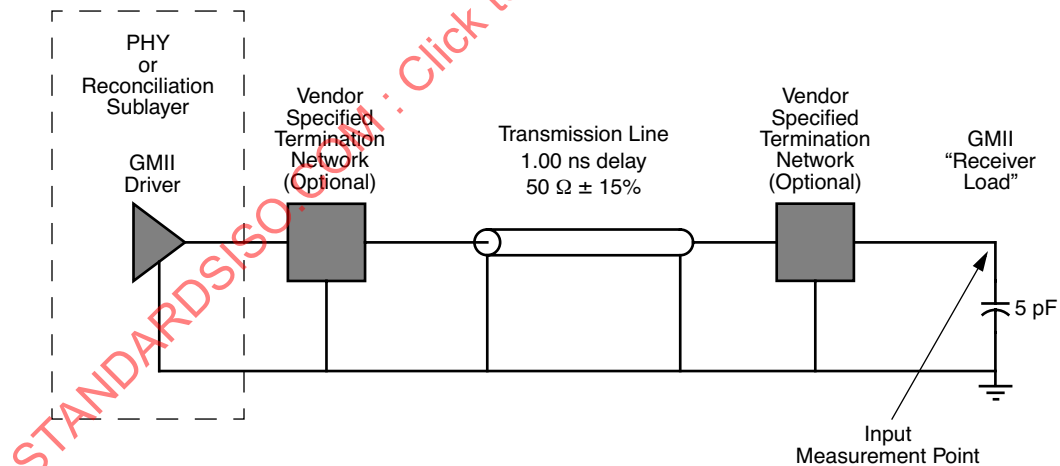 PHY
or
Reconciliation
Sublayer
GMII
Driver
Vendor
Specified
Termination
Network
(Optional)
Transmission Line
1.00 ns delay
50 Ω ± 15%
Vendor
Specified
Termination
Network
(Optional)
GMII
“Receiver
Load”
5 pF
Input
Measurement Point
STANDARDSISO.COM : Click t